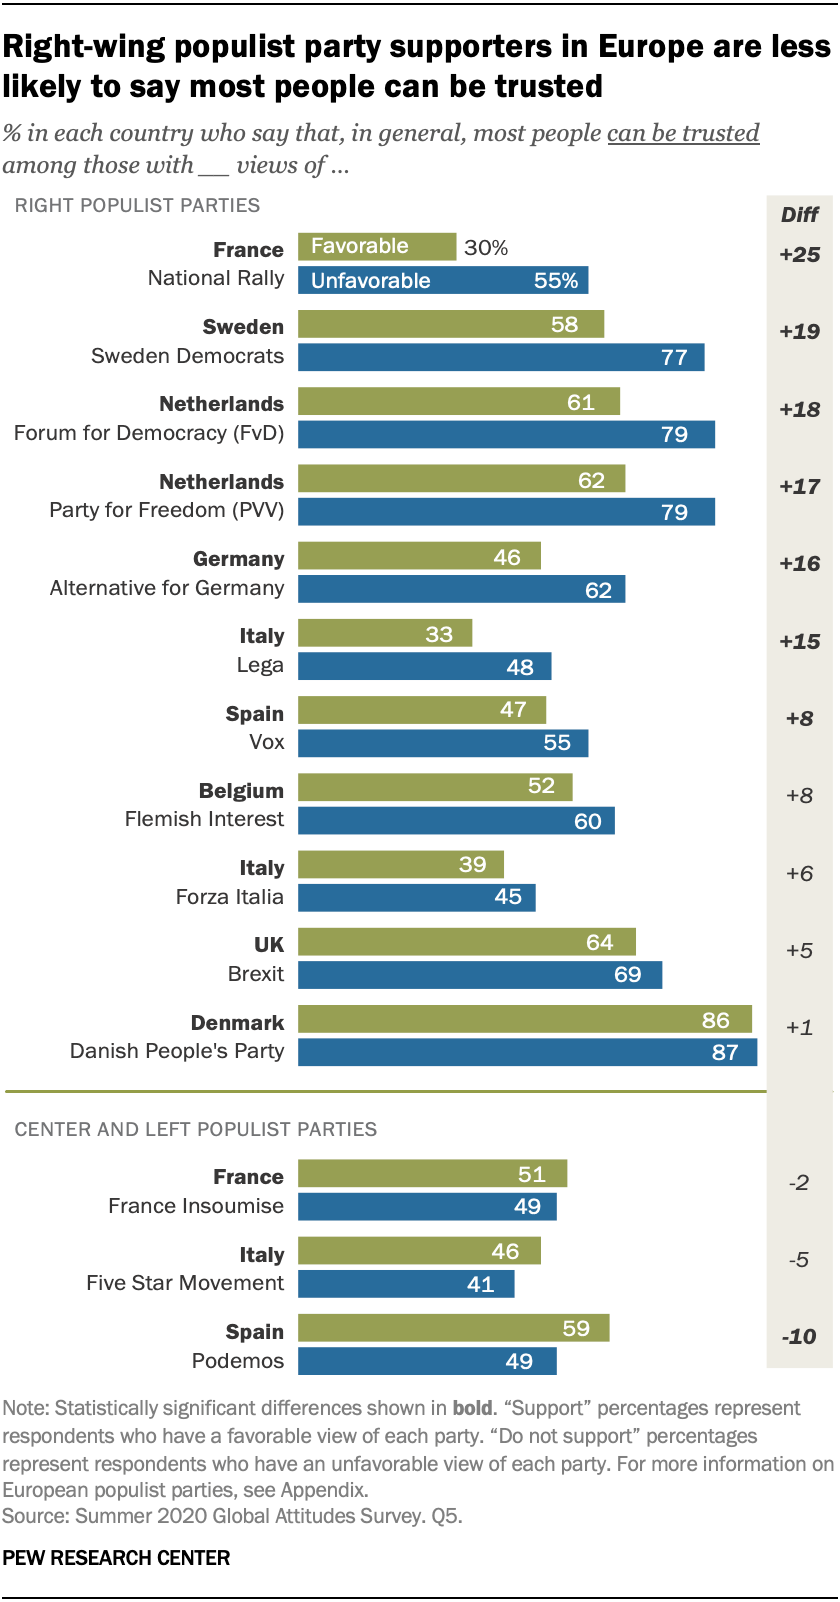 Right-wing populist party supporters in Europe are less
likely to say most people can be trusted
% in each country who say that, in general, most people can be trusted
among those with __ views of ...
RIGHT POPULIST PARTIES
Diff
France
National Rally
Favorable 30%
Unfavorable 55%
+25
Sweden
Sweden Democrats
58
77
+19
Netherlands
Forum for Democracy (FvD)
61
79
+18
Netherlands
Party for Freedom (PVV)
62
79
+17
Germany
Alternative for Germany
46
62
+16
Italy
Lega
33
48
+15
Spain
Vox
47
55
+8
Belgium
Flemish Interest
52
60
+8
Italy
Forza Italia
39
45
+6
UK
Brexit
64
69
+5
Denmark
Danish People's Party
86
87
+1
CENTER AND LEFT POPULIST PARTIES
France
France Insoumise
51
49
-2
Italy
Five Star Movement
46
41
-5
Spain
Podemos
59
49
-10
Note: Statistically significant differences shown in bold. “Support” percentages represent
respondents who have a favorable view of each party. “Do not support” percentages
represent respondents who have an unfavorable view of each party. For more information on
European populist parties, see Appendix.
Source: Summer 2020 Global Attitudes Survey. Q5.
PEW RESEARCH CENTER